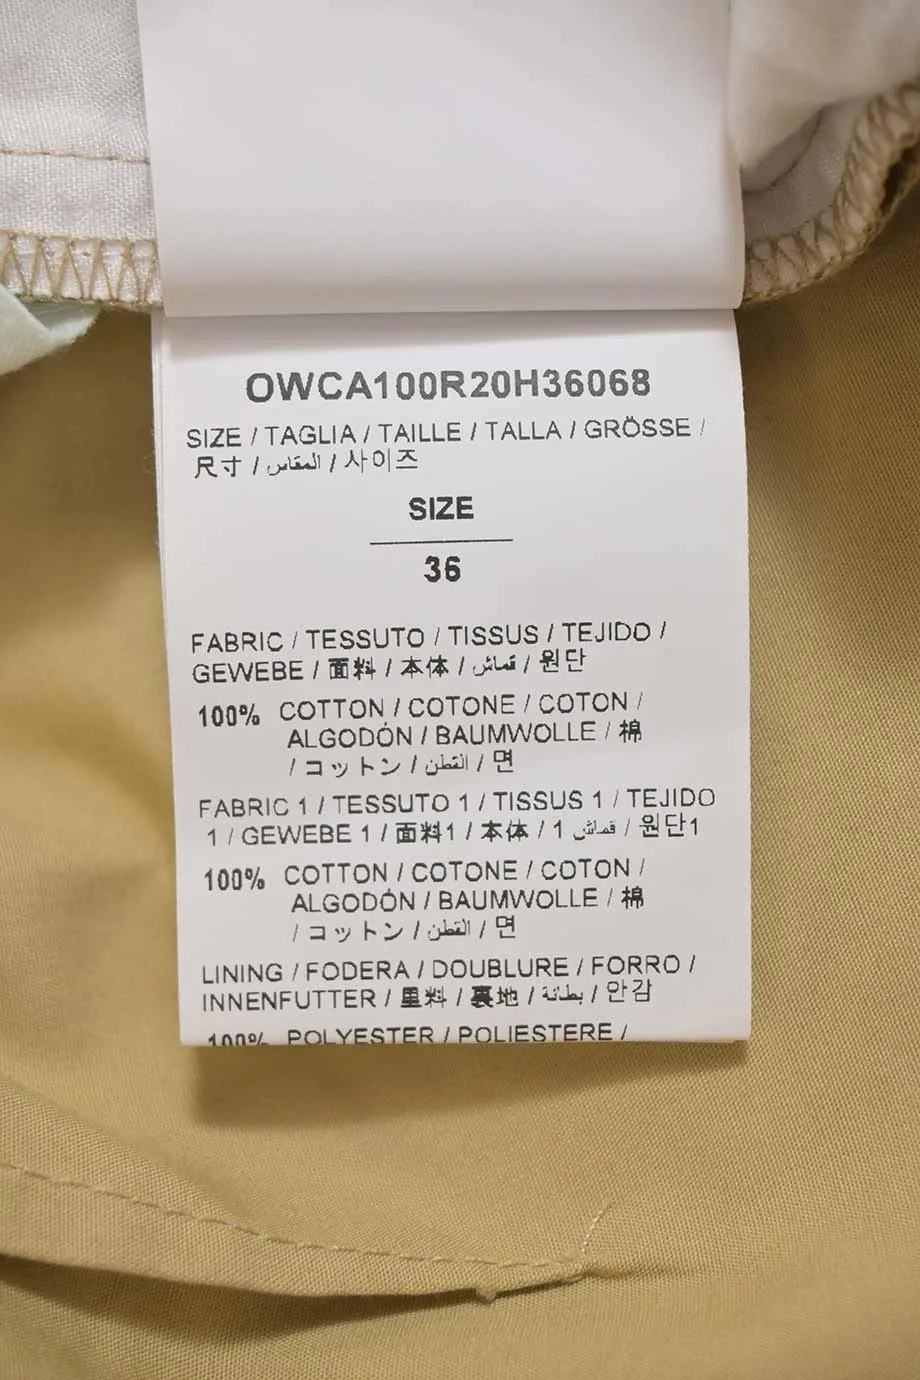 OWCA100R20H36068
SIZE / TAGLIA / TAILLE / TALLA / GRÖSSE /
尺寸 / المقاس / 사이즈
SIZE
36
FABRIC / TESSUTO / TISSUS / TEJIDO /
GEWEBE / 面料 / 本体 / قماش / 원단
100% COTTON / COTONE / COTON /
ALGODÓN / BAUMWOLLE / 棉
/ コットン / القطن / 면
FABRIC 1 / TESSUTO 1 / TISSUS 1 / TEJIDO
1 / GEWEBE 1 / 面料1 / 本体 / 1 قماش / 원단1
100% COTTON / COTONE / COTON /
ALGODÓN / BAUMWOLLE / 棉
/ コットン / القطن / 면
LINING / FODERA / DOUBLURE / FORRO /
INNENFUTTER / 里料 / 裏地 / بطانة / 안감
100% POLYESTER / POLIESTERE /